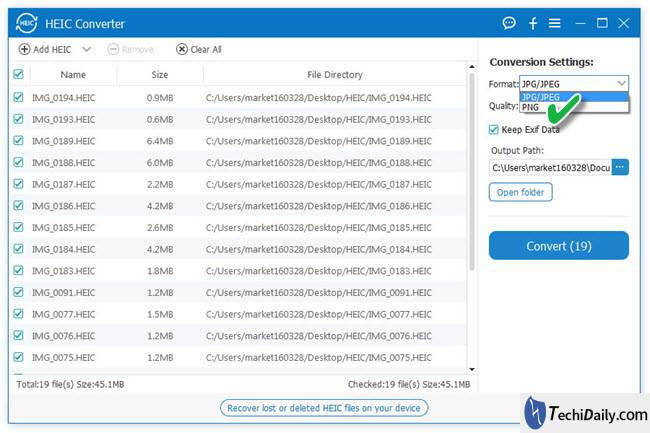 HEIC
HEIC Converter
Add HEIC Remove Clear All
Name Size File Directory
IMG_0194.HEIC 0.9MB C:/Users/market160328/Desktop/HEIC/IMG_0194.HEIC
IMG_0193.HEIC 0.6MB C:/Users/market160328/Desktop/HEIC/IMG_0193.HEIC
IMG_0189.HEIC 6.4MB C:/Users/market160328/Desktop/HEIC/IMG_0189.HEIC
IMG_0188.HEIC 6.0MB C:/Users/market160328/Desktop/HEIC/IMG_0188.HEIC
IMG_0187.HEIC 2.2MB C:/Users/market160328/Desktop/HEIC/IMG_0187.HEIC
IMG_0186.HEIC 4.2MB C:/Users/market160328/Desktop/HEIC/IMG_0186.HEIC
IMG_0185.HEIC 2.6MB C:/Users/market160328/Desktop/HEIC/IMG_0185.HEIC
IMG_0184.HEIC 4.2MB C:/Users/market160328/Desktop/HEIC/IMG_0184.HEIC
IMG_0183.HEIC 1.8MB C:/Users/market160328/Desktop/HEIC/IMG_0183.HEIC
IMG_0091.HEIC 1.2MB C:/Users/market160328/Desktop/HEIC/IMG_0091.HEIC
IMG_0077.HEIC 1.5MB C:/Users/market160328/Desktop/HEIC/IMG_0077.HEIC
IMG_0076.HEIC 1.2MB C:/Users/market160328/Desktop/HEIC/IMG_0076.HEIC
IMG_0075.HEIC 1.2MB C:/Users/market160328/Desktop/HEIC/IMG_0075.HEIC
Total:19 file(s) Size:45.1MB Checked:19 file(s) Size:45.1MB
Recover lost or deleted HEIC files on your device
Conversion Settings:
Format: JPG/JPEG
JPG/JPEG
Quality: PNG
Keep Exif Data
Output Path:
C:\Users\market160328\Docu ...
Open folder
Convert (19)
TechiDaily.com